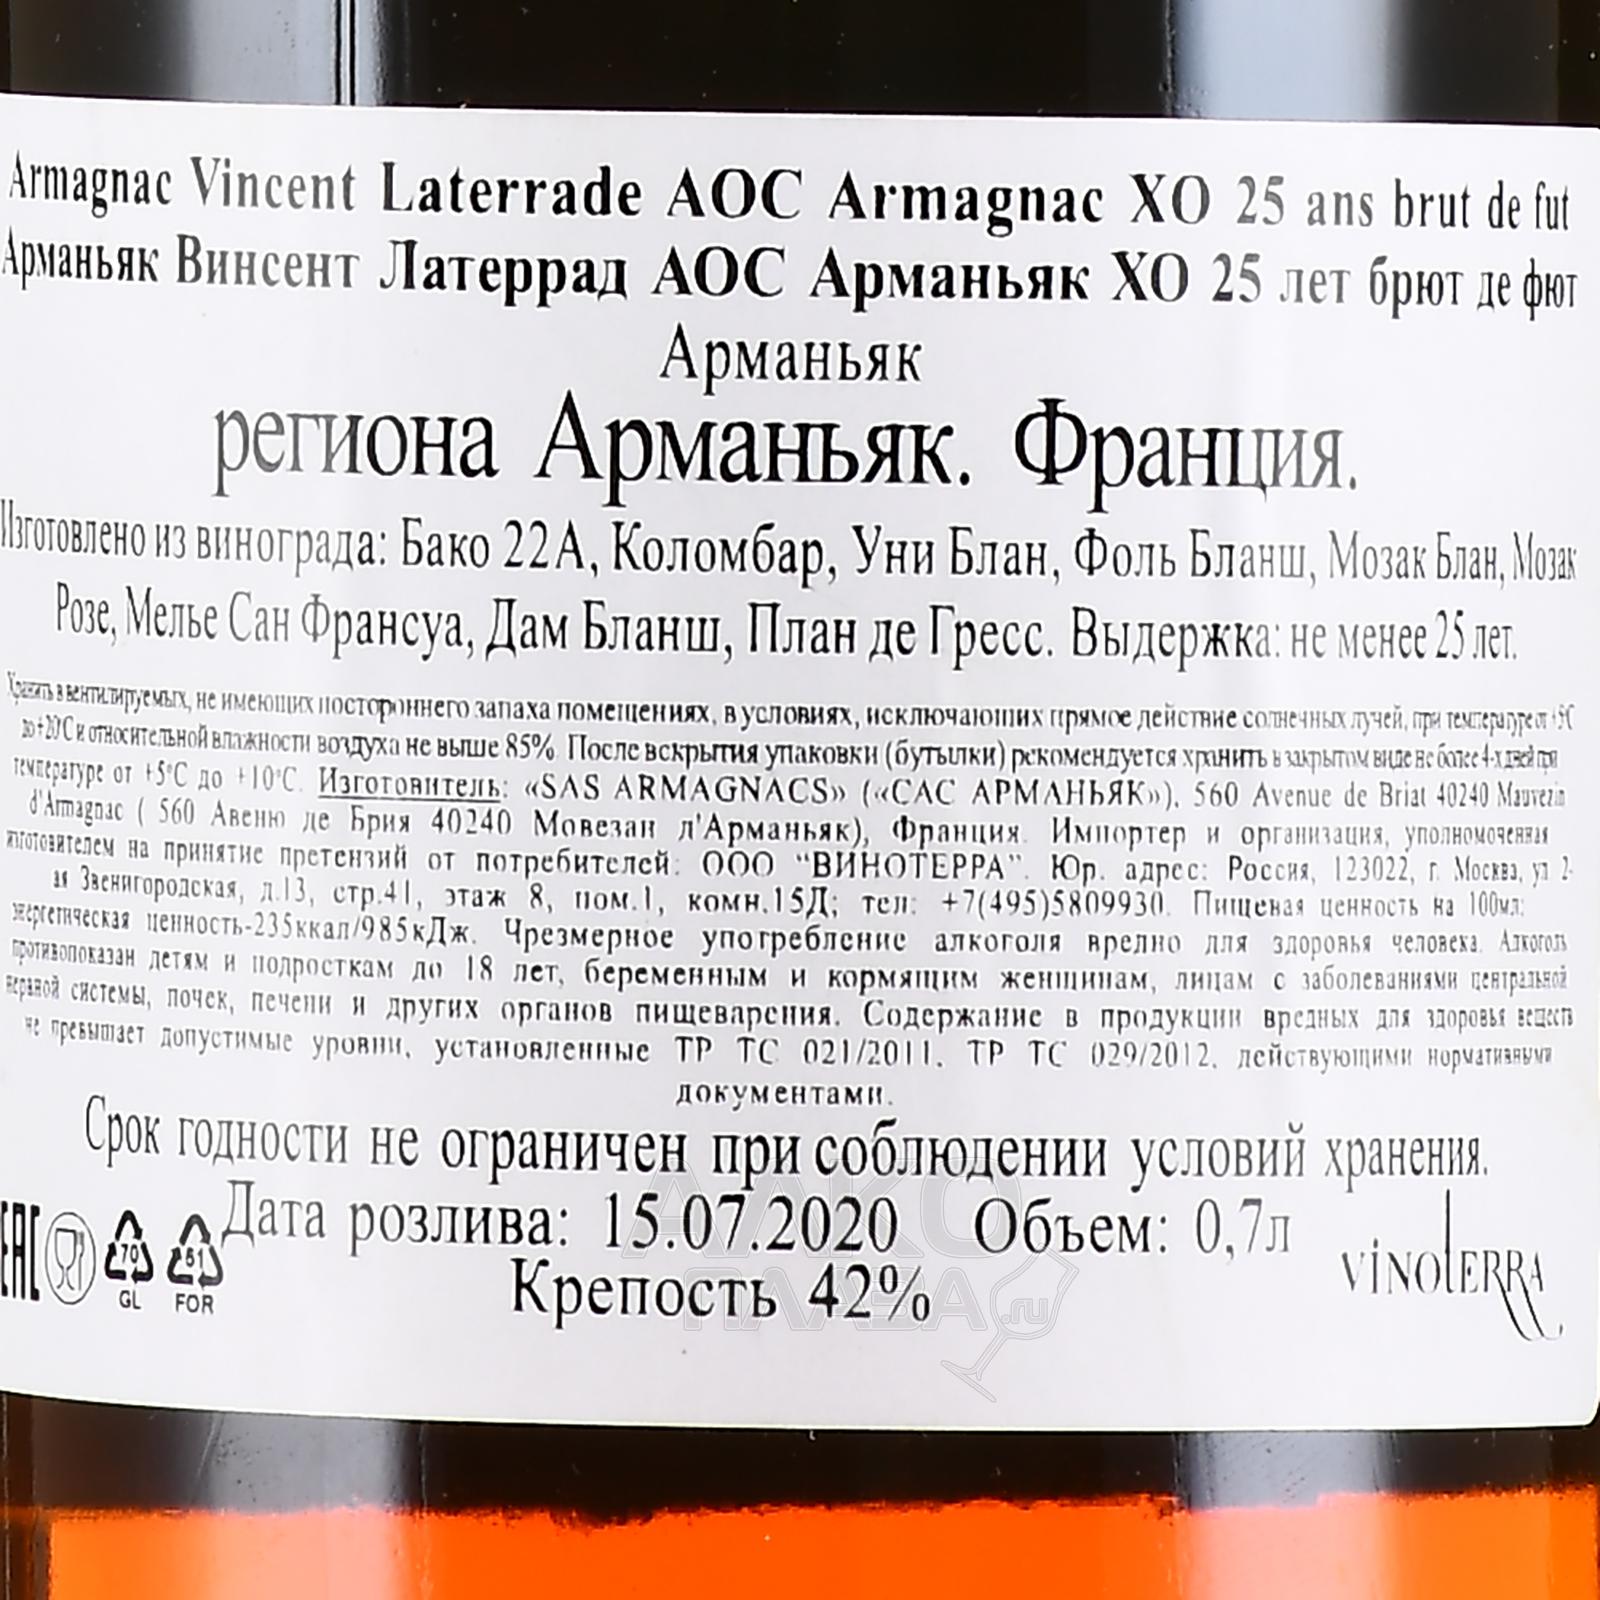 Armagnac Vincent Laterrade AOC Armagnac XO 25 ans brut de fut
Арманьяк Винсент Латеррад АОС Арманьяк ХО 25 лет брют де фют
Арманьяк
региона Арманьяк. Франция.
Изготовлено из винограда: Бако 22А, Коломбар, Уни Блан, Фоль Бланш, Мозак Блан, Мозак
Розе, Мелье Сан Франсуа, Дам Бланш, План де Гресс. Выдержка: не менее 25 лет.
Хранить в вентилируемых, не имеющих постороннего запаха помещениях, в условиях, исключающих прямое действие солнечных лучей, при температуре от +5°С
до +20°С и относительной влажности воздуха не выше 85%. После вскрытия упаковки (бутылки) рекомендуется хранить в закрытом виде не более 4-х дней при
температуре от +5°С до +10°С. Изготовитель: «SAS ARMAGNACS» («САС АРМАНЬЯК»), 560 Avenue de Briat 40240 Mauvezin
d'Armagnac ( 560 Авеню де Брия 40240 Мовезан л'Арманьяк), Франция. Импортер и организация, уполномоченная
изготовителем на принятие претензий от потребителей: ООО "ВИНОТЕРРА". Юр. адрес: Россия, 123022, г. Москва, ул 2-
ая Звенигородская, д.13, стр.41, этаж 8, пом.1, комн.15Д; тел: +7(495)5809930. Пищевая ценность на 100мл:
энергетическая ценность-235ккал/985кДж. Чрезмерное употребление алкоголя вредно для здоровья человека. Алкоголь
противопоказан детям и подросткам до 18 лет, беременным и кормящим женщинам, лицам с заболеваниями центральной
нервной системы, почек, печени и других органов пищеварения. Содержание в продукции вредных для здоровья веществ
не превышает допустимые уровни, установленные ТР ТС 021/2011, ТР ТС 029/2012, действующими нормативными
документами.
Срок годности не ограничен при соблюдении условий хранения.
Дата розлива: 15.07.2020 Объем: 0,7л
Крепость 42%
EAC
70
GL
51
FOR
VINOTERRA
АЛКО
ПЛАЗА.ru